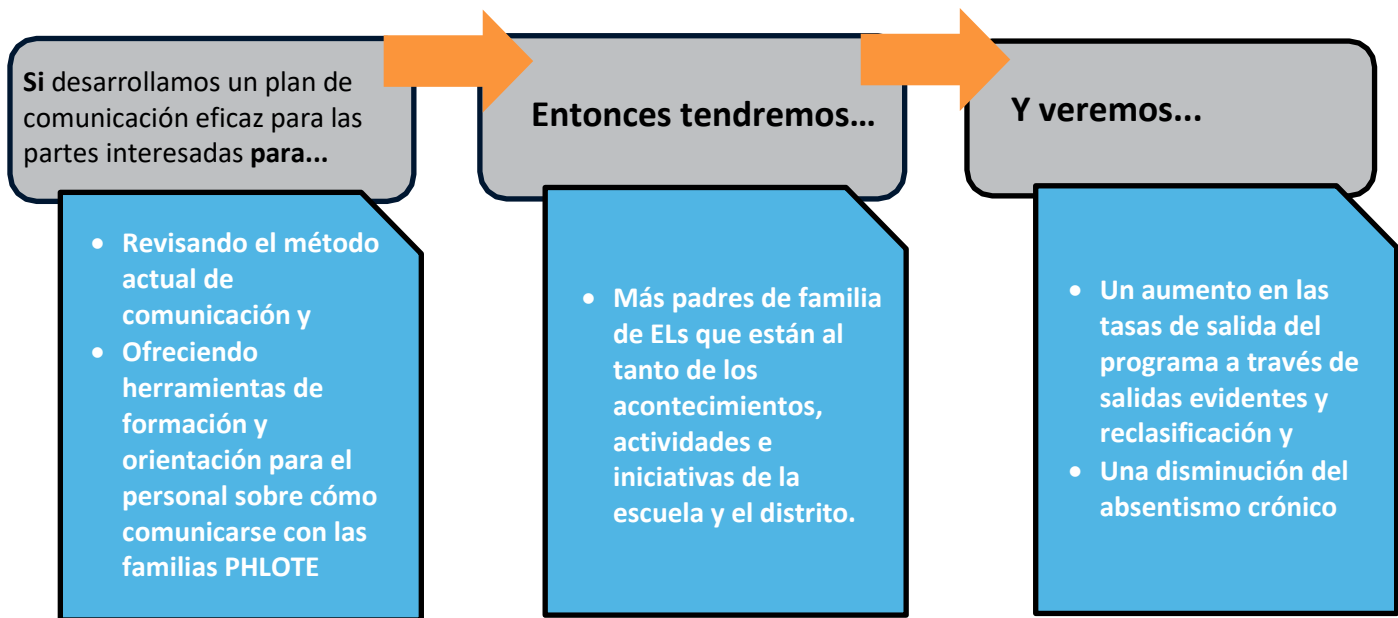 Si desarrollamos un plan de
comunicación eficaz para las
partes interesadas para...
• Revisando el método
actual de
comunicación y
• Ofreciendo
herramientas de
formación y
orientación para el
personal sobre cómo
comunicarse con las
familias PHLOTE
Entonces tendremos...
• Más padres de familia
de ELs que están al
tanto de los
acontecimientos,
actividades e
iniciativas de la
escuela y el distrito.
Y veremos...
• Un aumento en las
tasas de salida del
programa a través de
salidas evidentes y
reclasificación y
• Una disminución del
absentismo crónico